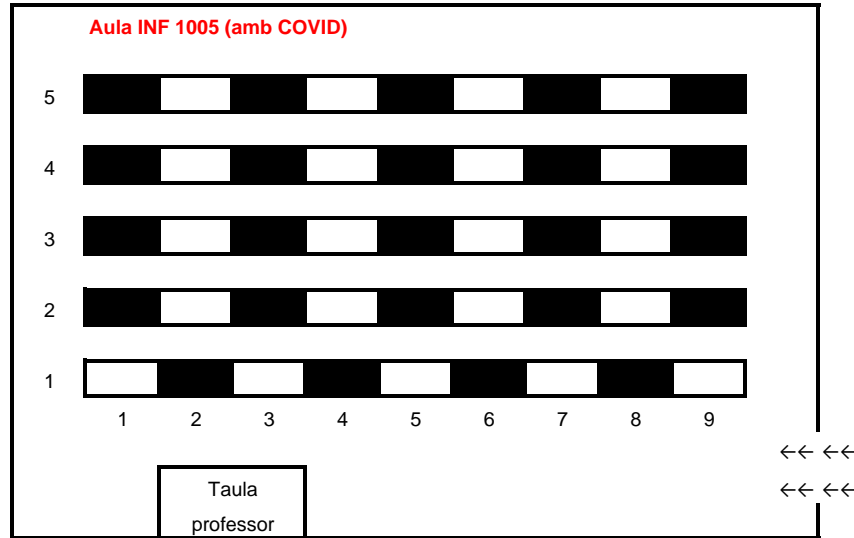 Aula INF 1005 (amb COVID)
5
4
3
2
1
1 2 3 4 5 6 7 8 9
←← ←←
Taula ←← ←←
professor